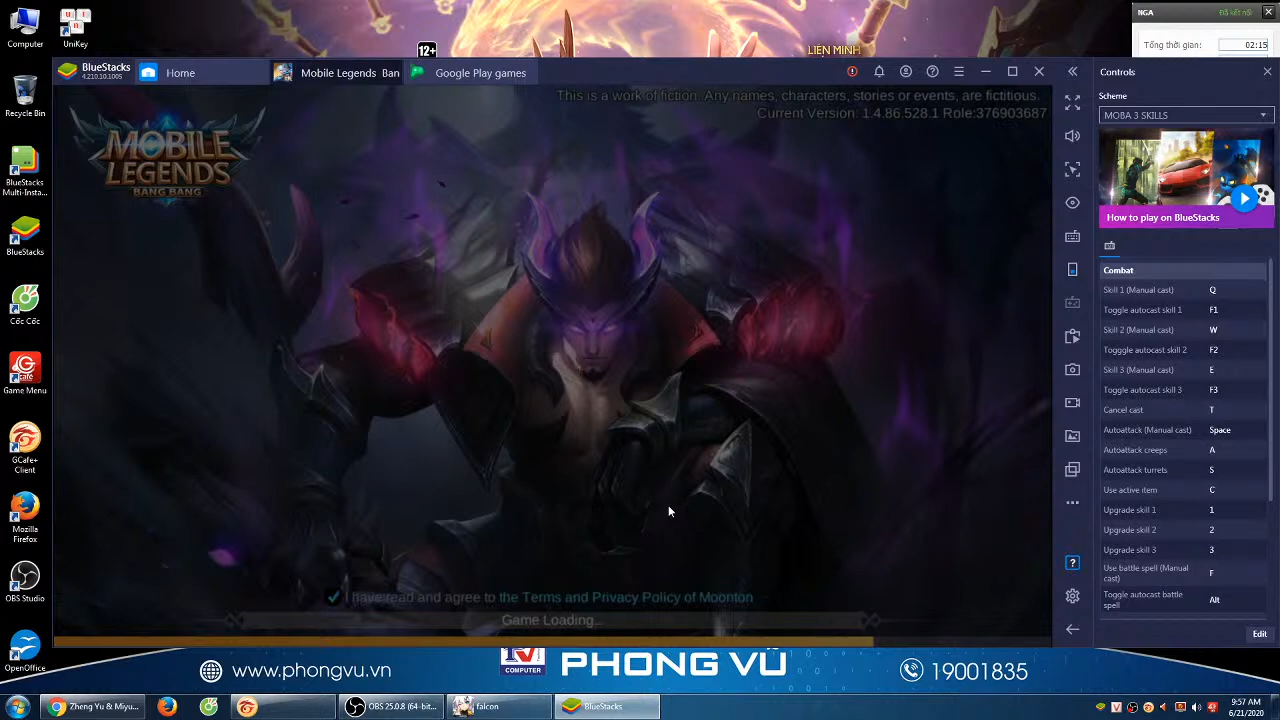 Computer
UniKey
12+
LIÊN MINH
NGA
Đã kết nối
Tổng thời gian:
02:15
BlueStacks
4.210.10.1005
Home
Mobile Legends Ban
Google Play games
Controls
Scheme
MOBA 3 SKILLS
This is a work of fiction. Any names, characters, stories or events, are fictitious.
Current Version: 1.4.86.528.1 Role:376903687
MOBILE
LEGENDS
BANG BANG
How to play on BlueStacks
Recycle Bin
BlueStacks
Multi-Insta...
BlueStacks
Cốc Cốc
Game Menu
GCafe+
Client
Mozilla
Firefox
OBS Studio
OpenOffice
Combat
Skill 1 (Manual cast) Q
Toggle autocast skill 1 F1
Skill 2 (Manual cast) W
Togggle autocast skill 2 F2
Skill 3 (Manual cast) E
Toggle autocast skill 3 F3
Cancel cast T
Autoattack (Manual cast) Space
Autoattack creeps A
Autoattack turrets S
Use active item C
Upgrade skill 1 1
Upgrade skill 2 2
Upgrade skill 3 3
Use battle spell (Manual
cast) F
Toggle autocast battle
spell Alt
Edit
I have read and agree to the Terms and Privacy Policy of Moonton
Game Loading...
COMPUTER
www.phongvu.vn
PHONG VŨ
19001835
Zheng Yu & Miyu...
OBS 25.0.8 (64-bit...
falcon
BlueStacks
9:57 AM
6/21/2020